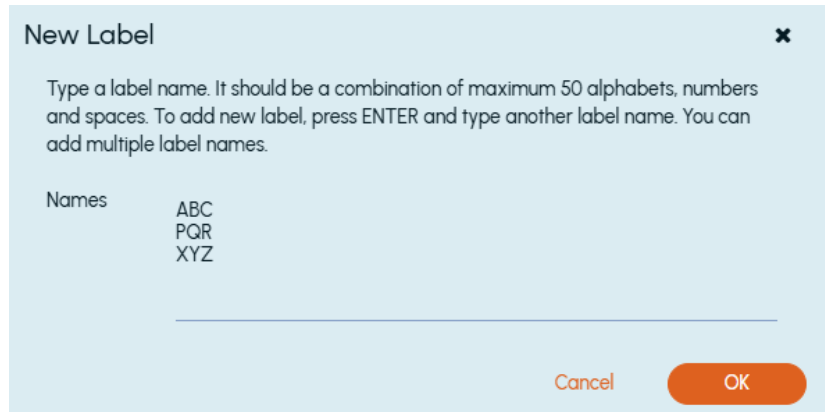 New Label
Type a label name. It should be a combination of maximum 50 alphabets, numbers
and spaces. To add new label, press ENTER and type another label name. You can
add multiple label names.
Names
ABC
PQR
XYZ
Cancel
OK